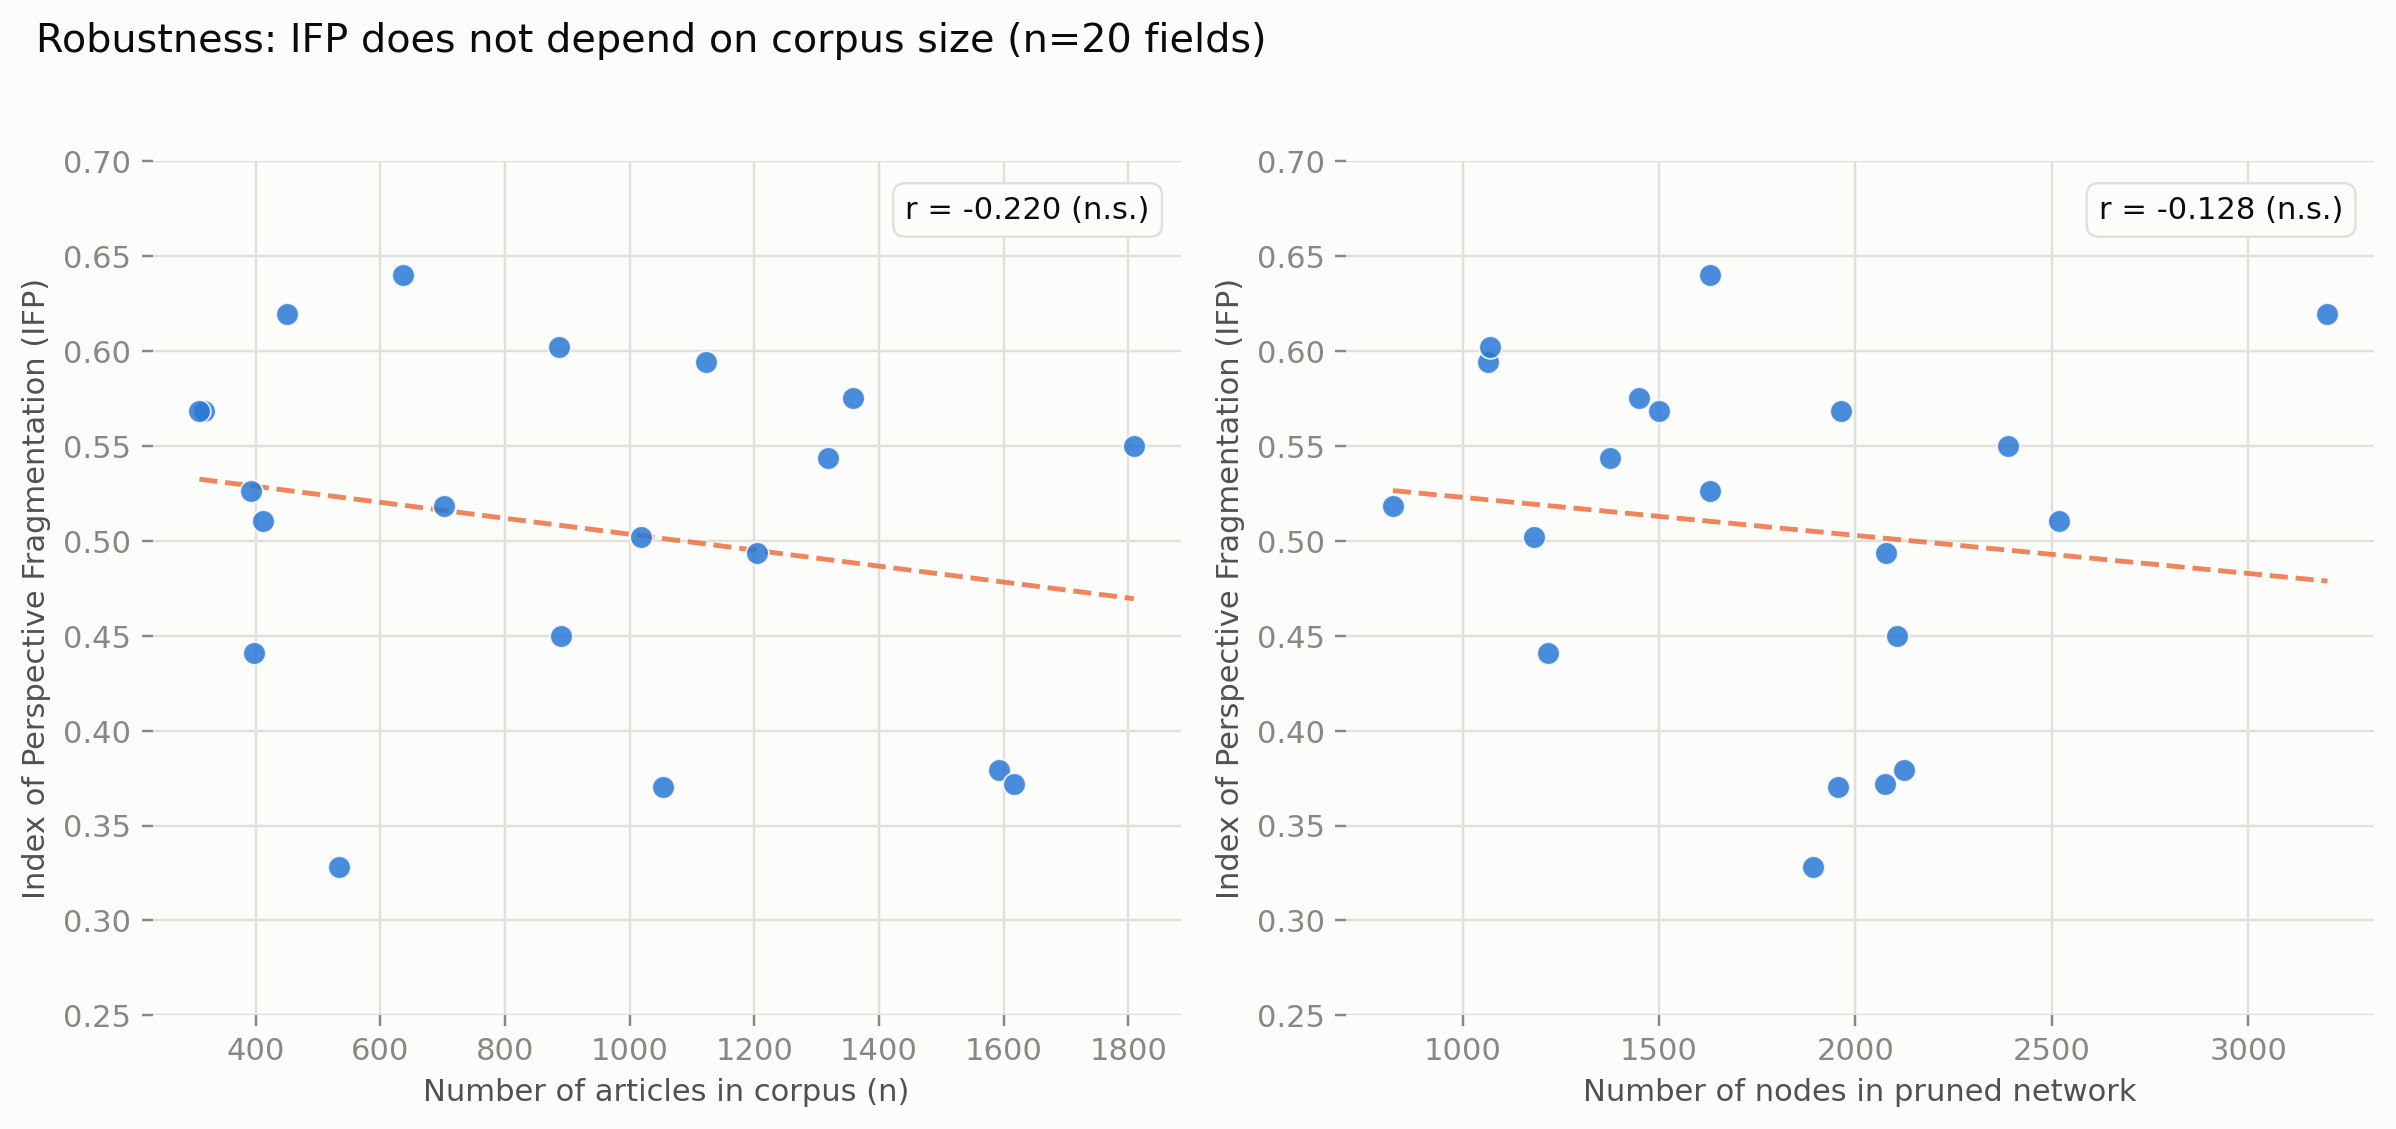 Robustness: IFP does not depend on corpus size (n=20 fields)
Index of Perspective Fragmentation (IFP)
0.70
0.65
0.60
0.55
0.50
0.45
0.40
0.35
0.30
0.25
r = -0.220 (n.s.)
400 600 800 1000 1200 1400 1600 1800
Number of articles in corpus (n)
Index of Perspective Fragmentation (IFP)
0.70
0.65
0.60
0.55
0.50
0.45
0.40
0.35
0.30
0.25
r = -0.128 (n.s.)
1000 1500 2000 2500 3000
Number of nodes in pruned network